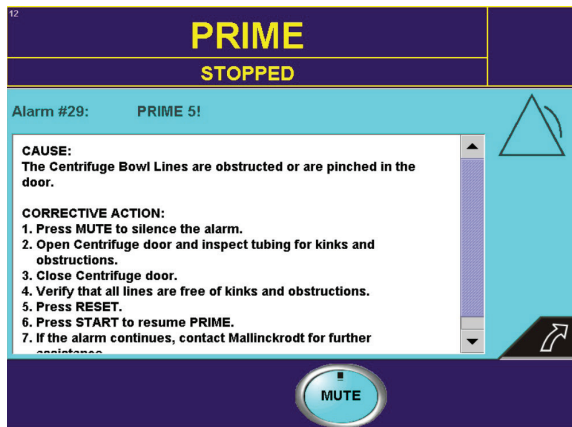 12
PRIME
STOPPED
Alarm #29: PRIME 5!
CAUSE:
The Centrifuge Bowl Lines are obstructed or are pinched in the
door.
CORRECTIVE ACTION:
1. Press MUTE to silence the alarm.
2. Open Centrifuge door and inspect tubing for kinks and
obstructions.
3. Close Centrifuge door.
4. Verify that all lines are free of kinks and obstructions.
5. Press RESET.
6. Press START to resume PRIME.
7. If the alarm continues, contact Mallinckrodt for further
MUTE